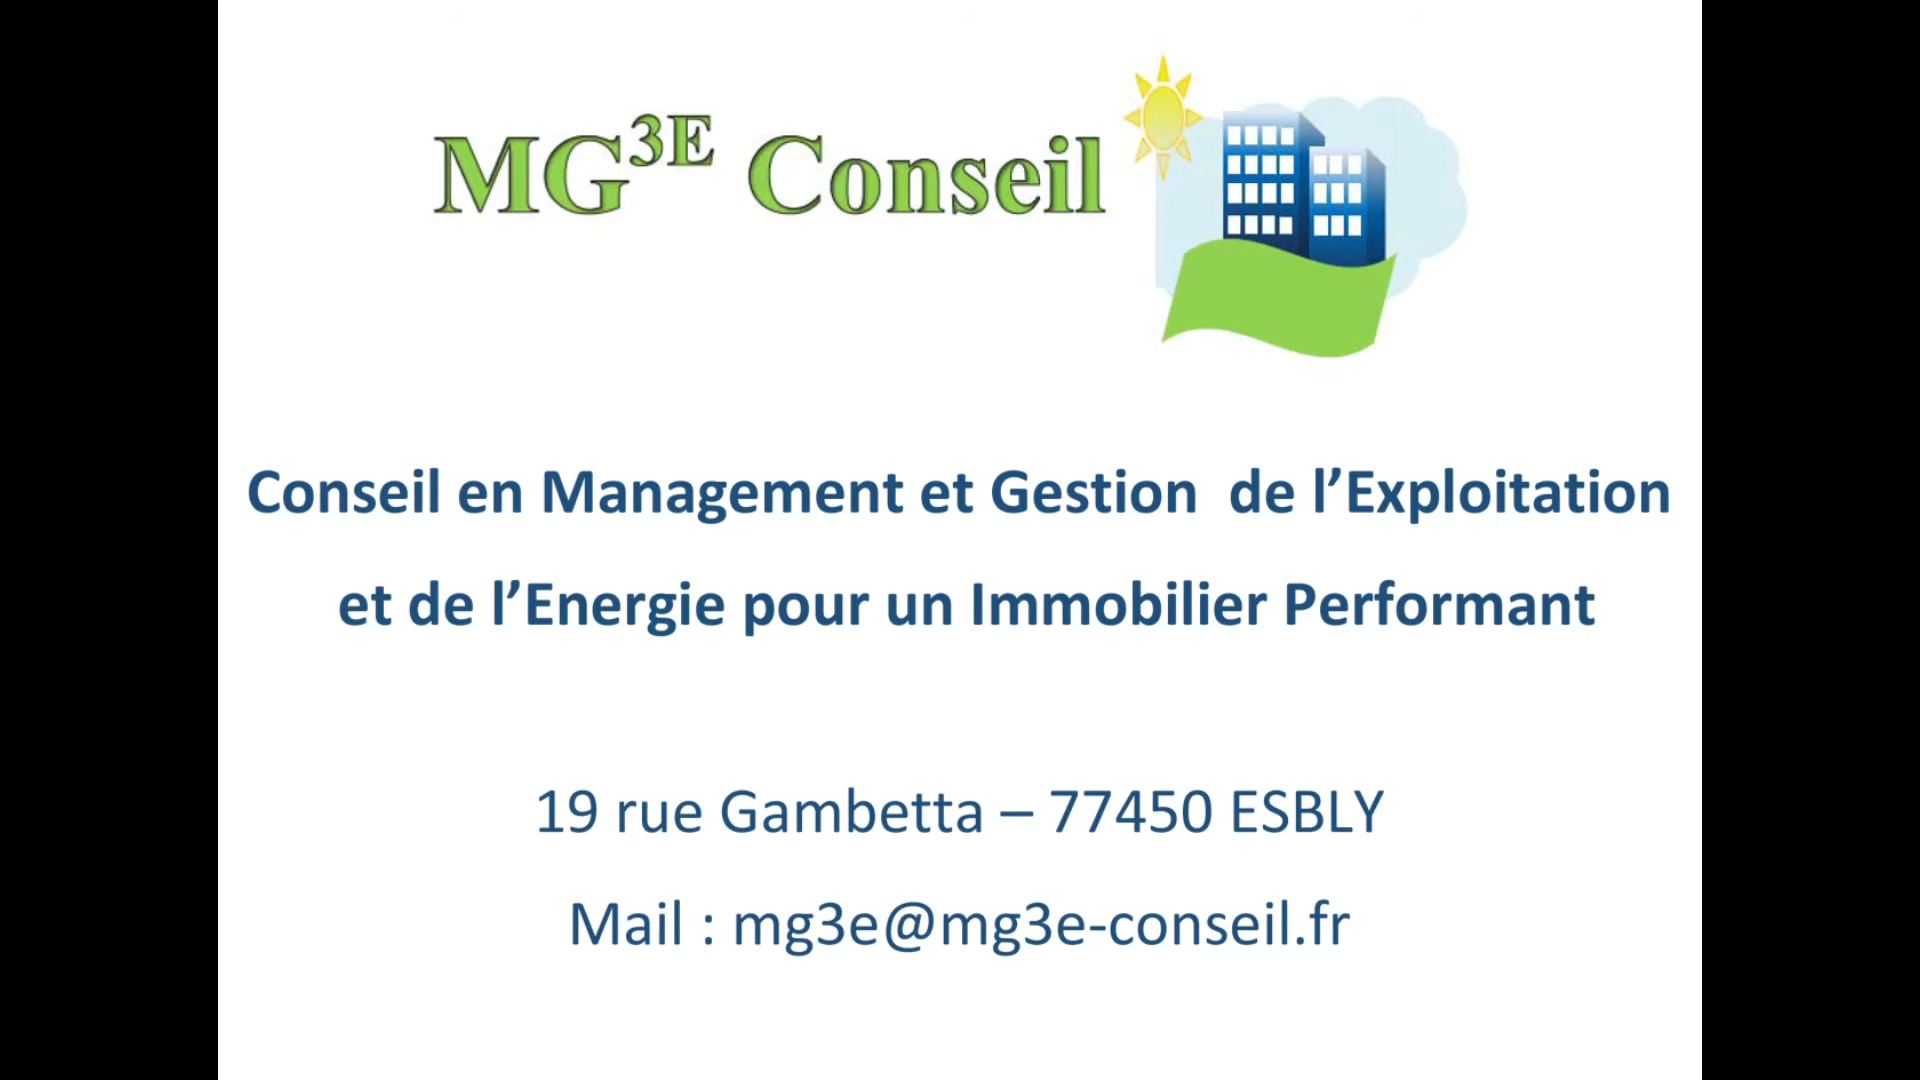 MG3E Conseil
Conseil en Management et Gestion  de l’Exploitation
et de l’Energie pour un Immobilier Performant
19 rue Gambetta – 77450 ESBLY
Mail : mg3e@mg3e-conseil.fr